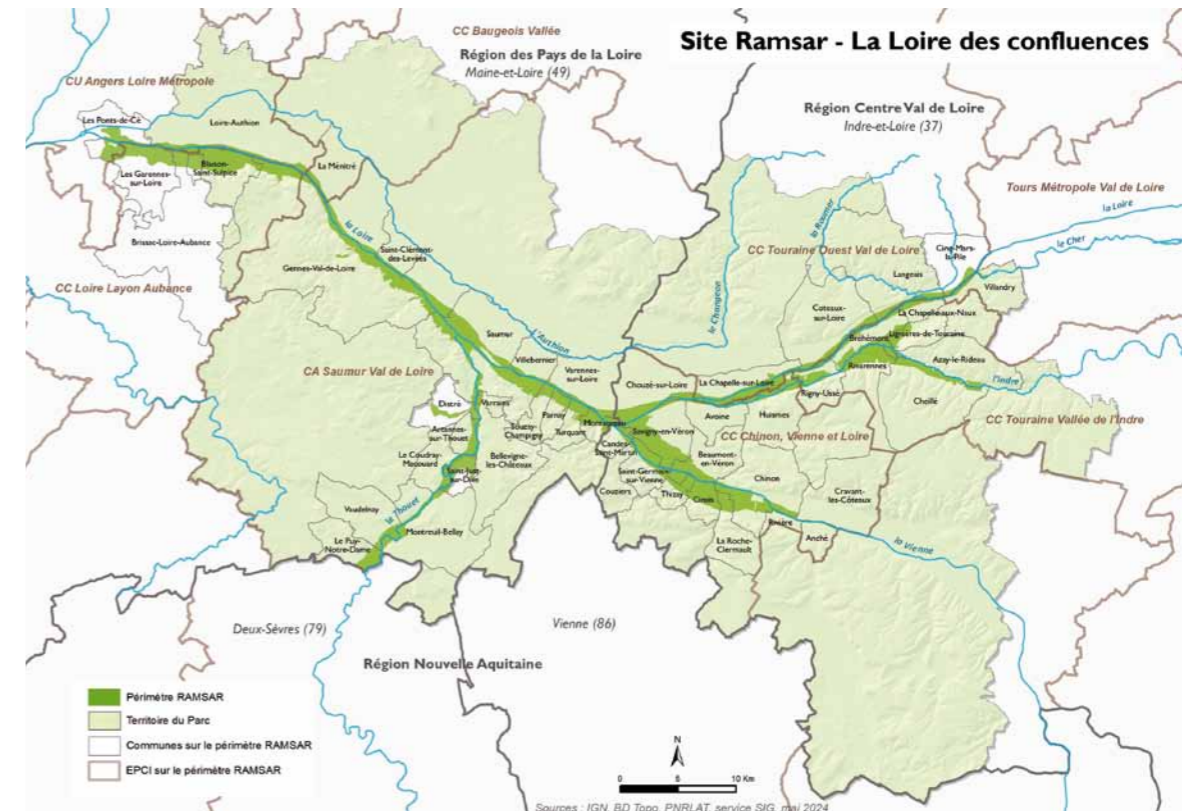 Site Ramsar - La Loire des confluences
CC Baugeois Vallée
Région des Pays de la Loire
Maine-et-Loire (49)
CU Angers Loire Métropole
Région Centre Val de Loire
Indre-et-Loire (37)
Les Ponts-de-Cé
Loire-Authion
La Ménitré
Blaison-
Saint-Sulpice
Les Garennes-
sur-Loire
Tours Métropole Val de Loire
la Loire
le Cher
la Roumer
Brissac-Loire-Aubance
la Loire
Saint-Clément-
des-Levées
CC Touraine Ouest Val de Loire
Cinq-Mars-
la-Pile
Gennes-Val-de-Loire
Langeais
Villandry
CC Loire Layon Aubance
le Changeon
Coteaux-
sur-Loire
La Chapelle-aux-Naux
Lignières-de-Touraine
Bréhémont
Saumur
l'Authion
Villebernier
Azay-le-Rideau
Rivarennes
l'Indre
CA Saumur Val de Loire
Varennes-
sur-Loire
Chouzé-sur-Loire
La Chapelle-sur-Loire
Rigny-Ussé
Cheillé
Distré
Varrains
Parnay
Turquant
Montsoreau
Avoine
Huismes
CC Touraine Vallée de l'Indre
Artannes-
sur-Thouet
Souzay-
Champigny
Savigny-en-Véron
CC Chinon, Vienne et Loire
Candes-
Saint-Martin
Le Coudray-
Macouard
Bellevigne-
les-Châteaux
Beaumont-
en-Véron
Saint-Just-
sur-Dive
Saint-Germain-
sur-Vienne
Chinon
Couziers
Thizay
Cinais
Cravant-
les-Côteaux
Vaudelnay
le Thouet
Montreuil-Bellay
Rivière
Le Puy-
Notre-Dame
La Roche-
Clermault
Anché
la Vienne
Deux-Sèvres (79)
Vienne (86)
Région Nouvelle Aquitaine
Périmètre RAMSAR
Territoire du Parc
Communes sur le périmètre RAMSAR
EPCI sur le périmètre RAMSAR
N
0 5 10 Km
Sources : IGN, BD Topo, PNRLAT, service SIG, mai 2024